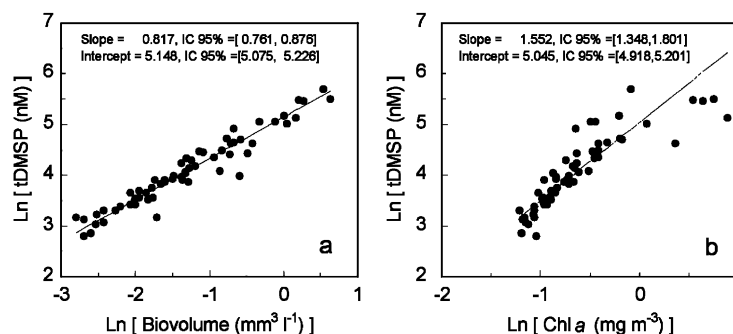 Slope = 0.817, IC 95% =[ 0.761, 0.876]
Intercept = 5.148, IC 95% =[5.075, 5.226]
Ln [ tDMSP (nM) ]
7
6
5
4
3
2
a
-3
-2
-1
0
1
Ln [ Biovolume (mm³ l⁻¹) ]
Slope = 1.552, IC 95% =[1.348,1.801]
Intercept = 5.045, IC 95% =[4.918,5.201]
Ln [ tDMSP (nM) ]
7
6
5
4
3
2
b
-2
-1
0
Ln [ Chl a (mg m⁻³) ]